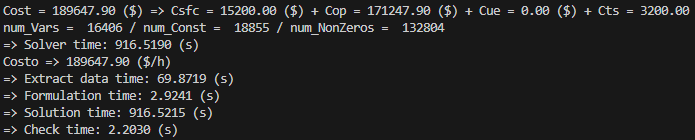 Cost = 189647.90 ($) => Csfc = 15200.00 ($) + Cop = 171247.90 ($) + Cue = 0.00 ($) + Cts = 3200.00
num_Vars =  16406 / num_Const =  18855 / num_NonZeros =  132804
=> Solver time: 916.5190 (s)
Costo => 189647.90 ($/h)
=> Extract data time: 69.8719 (s)
=> Formulation time: 2.9241 (s)
=> Solution time: 916.5215 (s)
=> Check time: 2.2030 (s)